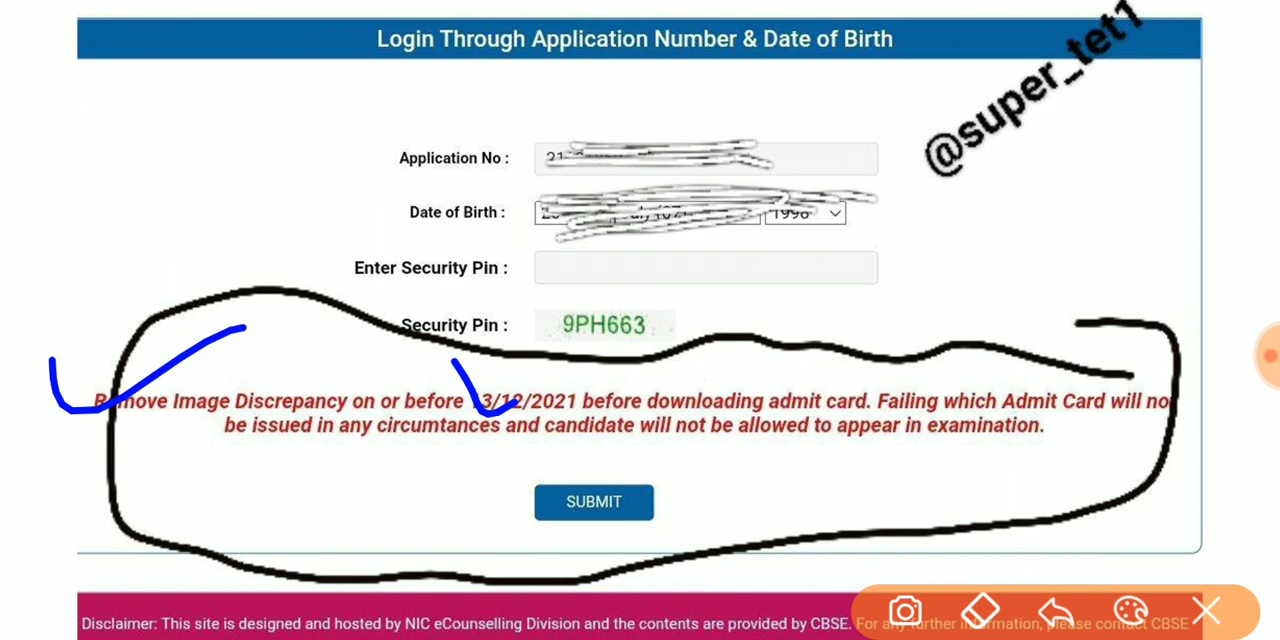 Login Through Application Number & Date of Birth
@super_tet1
Application No :
Date of Birth : 1998
Enter Security Pin :
Security Pin : 9PH663
Remove Image Discrepancy on or before 13/12/2021 before downloading admit card. Failing which Admit Card will no
be issued in any circumtances and candidate will not be allowed to appear in examination.
SUBMIT
Disclaimer: This site is designed and hosted by NIC eCounselling Division and the contents are provided by CBSE. For any further information, please contact CBSE